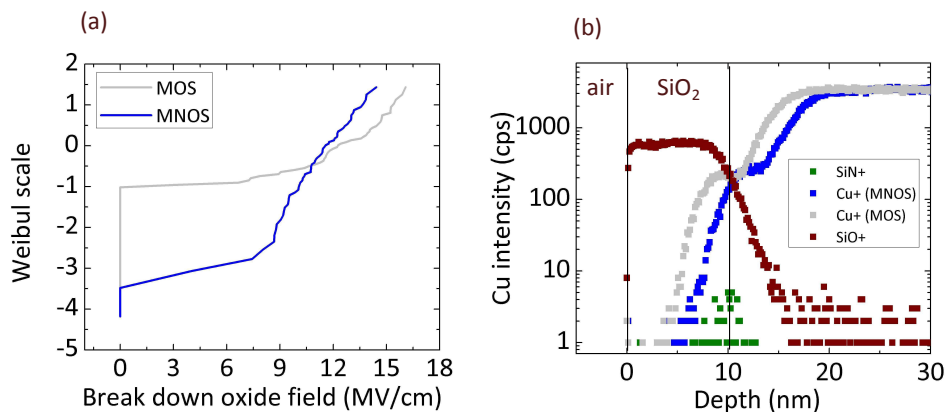 (a)
Weibul scale
2
1
0
-1
-2
-3
-4
-5
MOS
MNOS
0 3 6 9 12 15 18
Break down oxide field (MV/cm)
(b)
Cu intensity (cps)
1000
100
10
1
air SiO2
SiN+
Cu+ (MNOS)
Cu+ (MOS)
SiO+
0 10 20 30
Depth (nm)